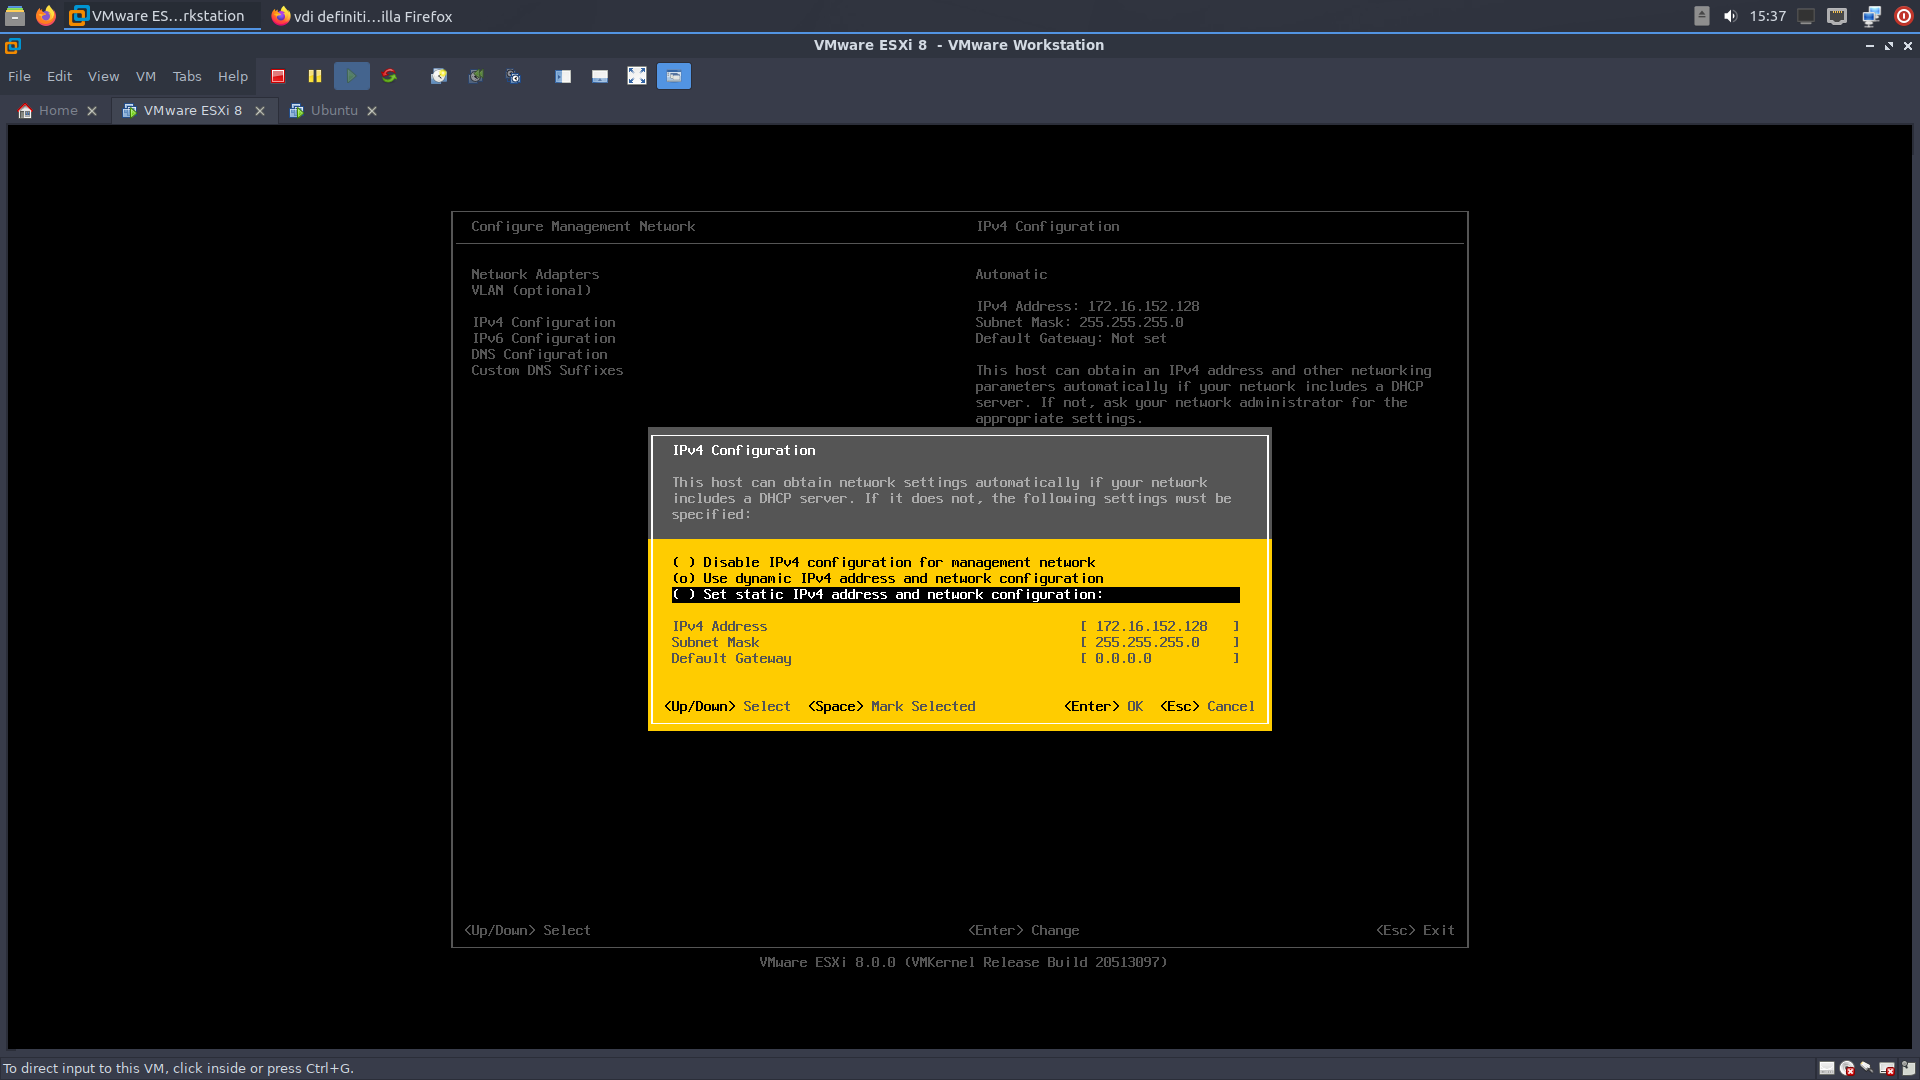 VMware ES...rkstation
vdi definiti...illa Firefox
15:37
VMware ESXi 8 - VMware Workstation
File Edit View VM Tabs Help
Home
VMware ESXi 8
Ubuntu
Configure Management Network
IPv4 Configuration
Network Adapters
VLAN (optional)
IPv4 Configuration
IPv6 Configuration
DNS Configuration
Custom DNS Suffixes
Automatic
IPv4 Address: 172.16.152.128
Subnet Mask: 255.255.255.0
Default Gateway: Not set
This host can obtain an IPv4 address and other networking
parameters automatically if your network includes a DHCP
server. If not, ask your network administrator for the
appropriate settings.
IPv4 Configuration
This host can obtain network settings automatically if your network
includes a DHCP server. If it does not, the following settings must be
specified:
( ) Disable IPv4 configuration for management network
(o) Use dynamic IPv4 address and network configuration
( ) Set static IPv4 address and network configuration:
IPv4 Address [ 172.16.152.128 ]
Subnet Mask [ 255.255.255.0 ]
Default Gateway [ 0.0.0.0 ]
<Up/Down> Select <Space> Mark Selected <Enter> OK <Esc> Cancel
<Up/Down> Select <Enter> Change <Esc> Exit
VMware ESXi 8.0.0 (VMKernel Release Build 20513097)
To direct input to this VM, click inside or press Ctrl+G.